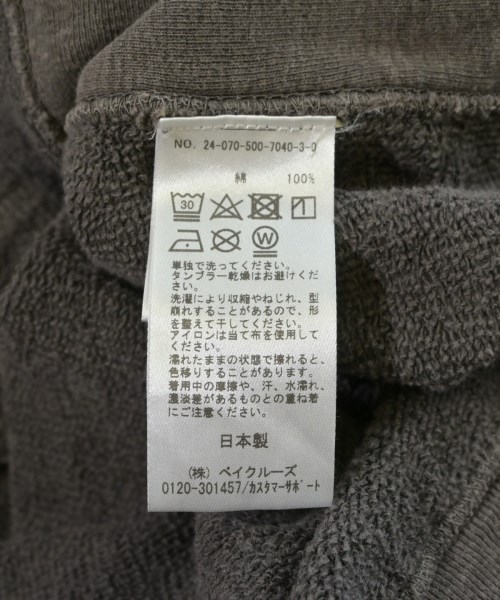 NO. 24-070-500-7040-3-0
綿 100%
30
W
単独で洗ってください。
タンブラー乾燥はお避けくださ
い。
洗濯により収縮やねじれ、型
崩れすることがあるので、形
を整えて干してください。
アイロンは当て布を使用して
ください。
濡れたままの状態で擦れると、
色移りすることがあります。
着用中の摩擦や、汗、水濡れ、
濃淡差があるものとの重ね着
にご注意ください。
日本製
(株) ベイクルーズ
0120-301457/カスタマーサポート